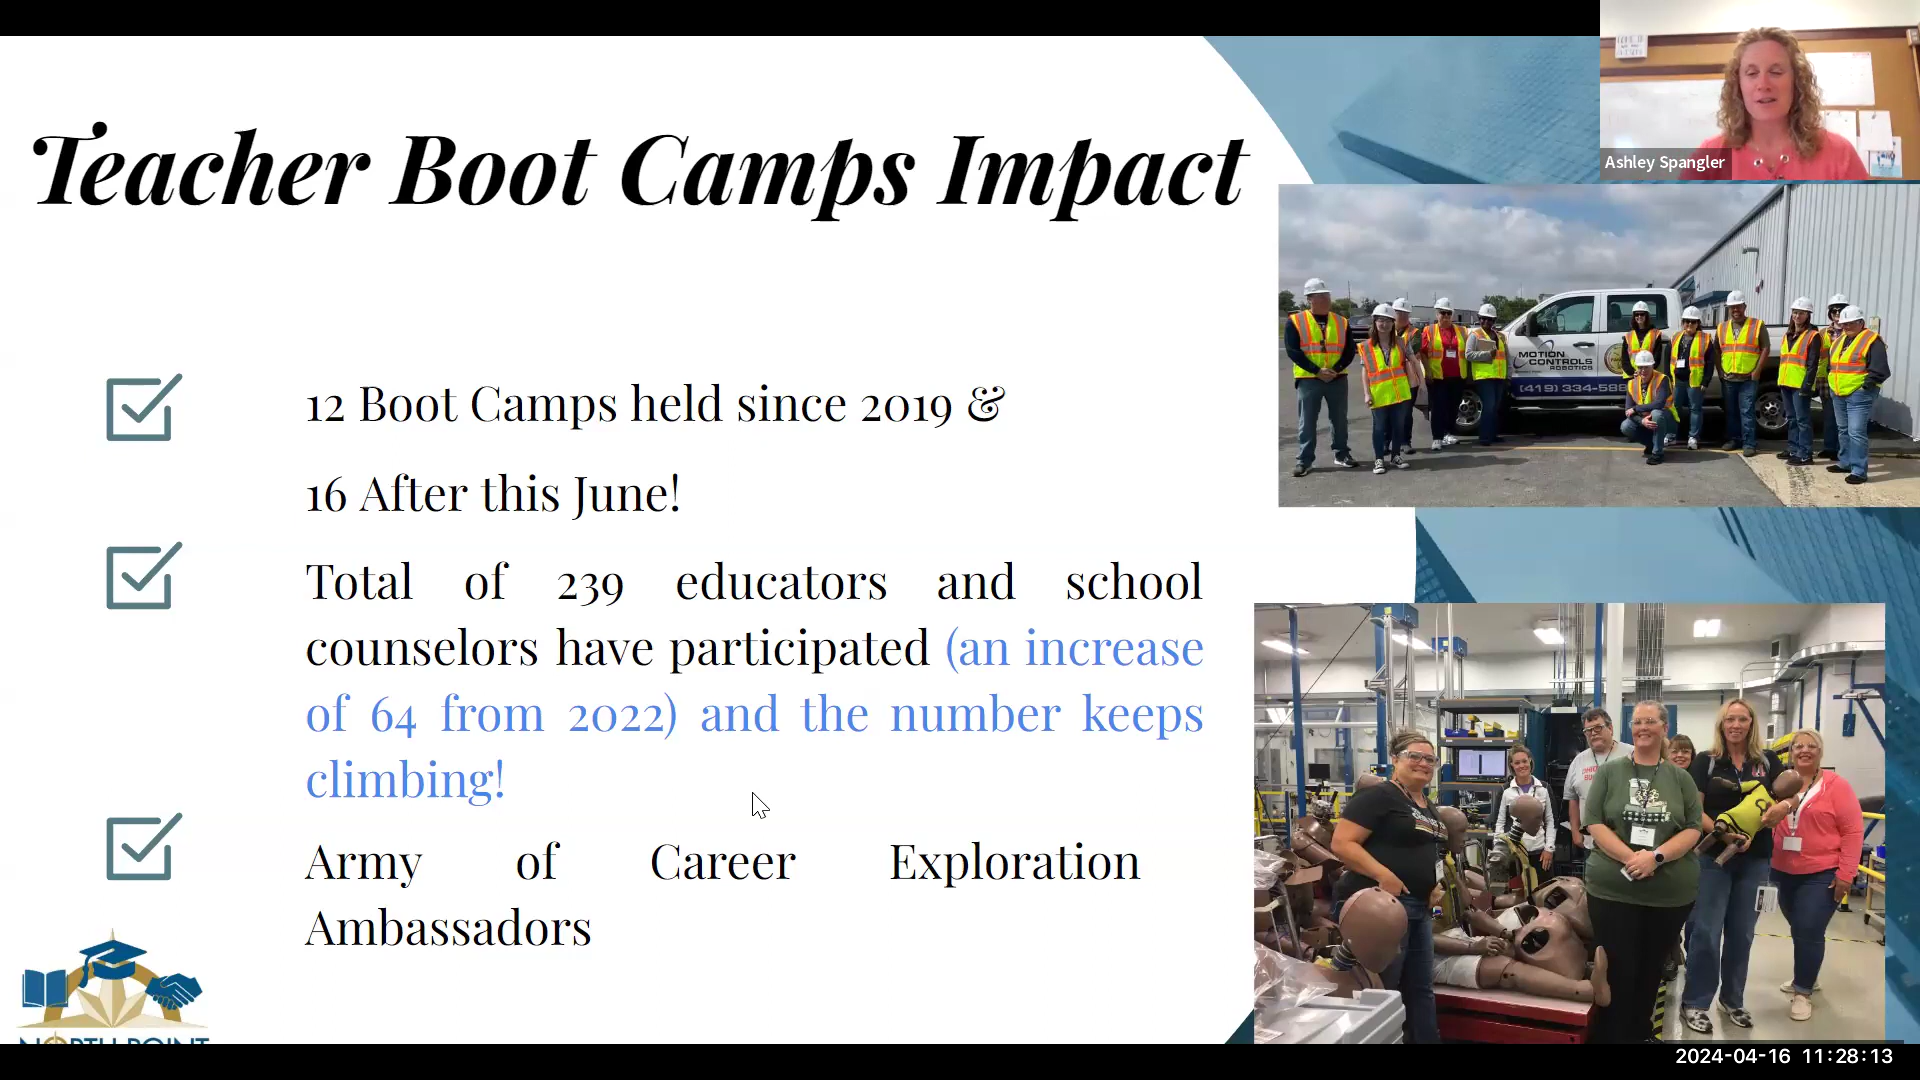 Teacher Boot Camps Impact
Ashley Spangler
MOTION
CONTROLS
ROBOTICS
(419) 334-588
12 Boot Camps held since 2019 &
16 After this June!
Total of 239 educators and school
counselors have participated (an increase
of 64 from 2022) and the number keeps
climbing!
Army of Career Exploration
Ambassadors
NORTH POINT
2024-04-16 11:28:13